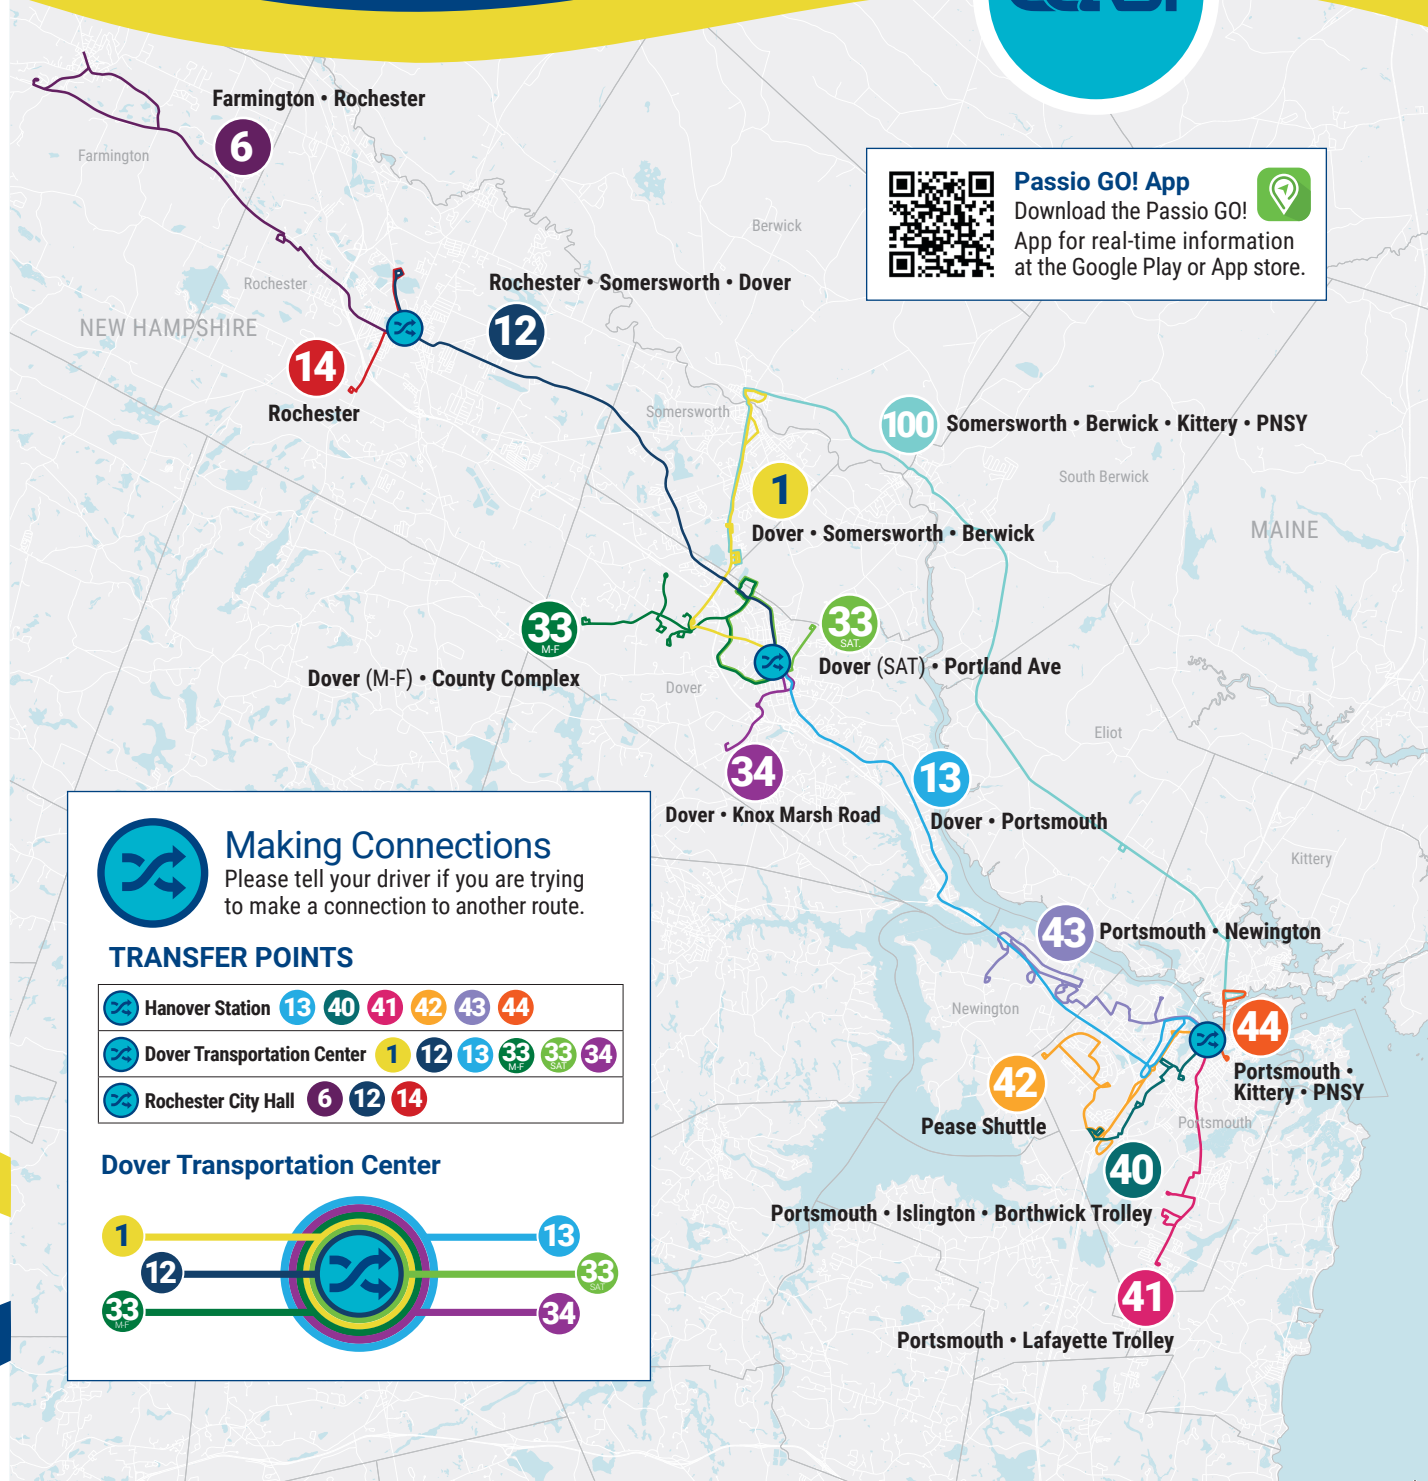 Farmington • Rochester
6
Farmington
Passio GO! App
Download the Passio GO!
App for real-time information
at the Google Play or App store.
Berwick
Rochester
Rochester • Somersworth • Dover
12
NEW HAMPSHIRE
14
Rochester
Somersworth
100
Somersworth • Berwick • Kittery • PNSY
South Berwick
1
Dover • Somersworth • Berwick
MAINE
33
M-F
Dover (M-F) • County Complex
33
SAT.
Dover (SAT) • Portland Ave
Dover
Eliot
34
Dover • Knox Marsh Road
13
Dover • Portsmouth
Kittery
43
Portsmouth • Newington
Newington
44
Portsmouth •
Kittery • PNSY
42
Pease Shuttle
Portsmouth
40
Portsmouth • Islington • Borthwick Trolley
41
Portsmouth • Lafayette Trolley
Making Connections
Please tell your driver if you are trying
to make a connection to another route.
TRANSFER POINTS
Hanover Station 13 40 41 42 43 44
Dover Transportation Center 1 12 13 33 M-F 33 SAT 34
Rochester City Hall 6 12 14
Dover Transportation Center
1 13
12 33 SAT
33 M-F 34